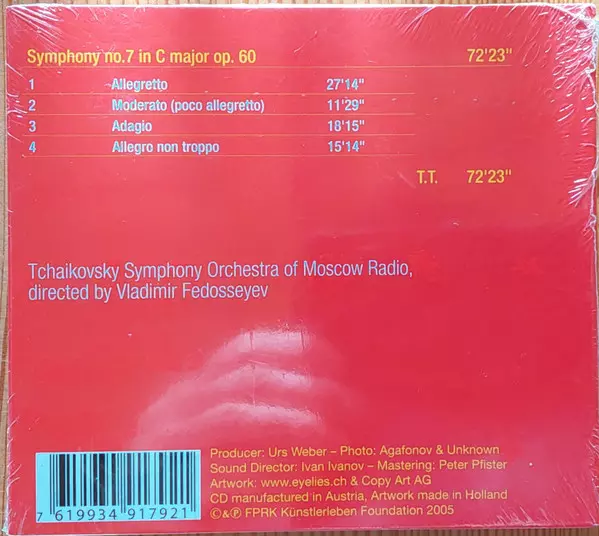 Symphony no.7 in C major op. 60 72'23"
1 Allegretto 27'14"
2 Moderato (poco allegretto) 11'29"
3 Adagio 18'15"
4 Allegro non troppo 15'14"
T.T. 72'23"
Tchaikovsky Symphony Orchestra of Moscow Radio,
directed by Vladimir Fedosseyev
Producer: Urs Weber – Photo: Agafonov & Unknown
Sound Director: Ivan Ivanov – Mastering: Peter Pfister
Artwork: www.eyelies.ch & Copy Art AG
CD manufactured in Austria, Artwork made in Holland
©&℗ FPRK Künstlerleben Foundation 2005
7 619934 917921